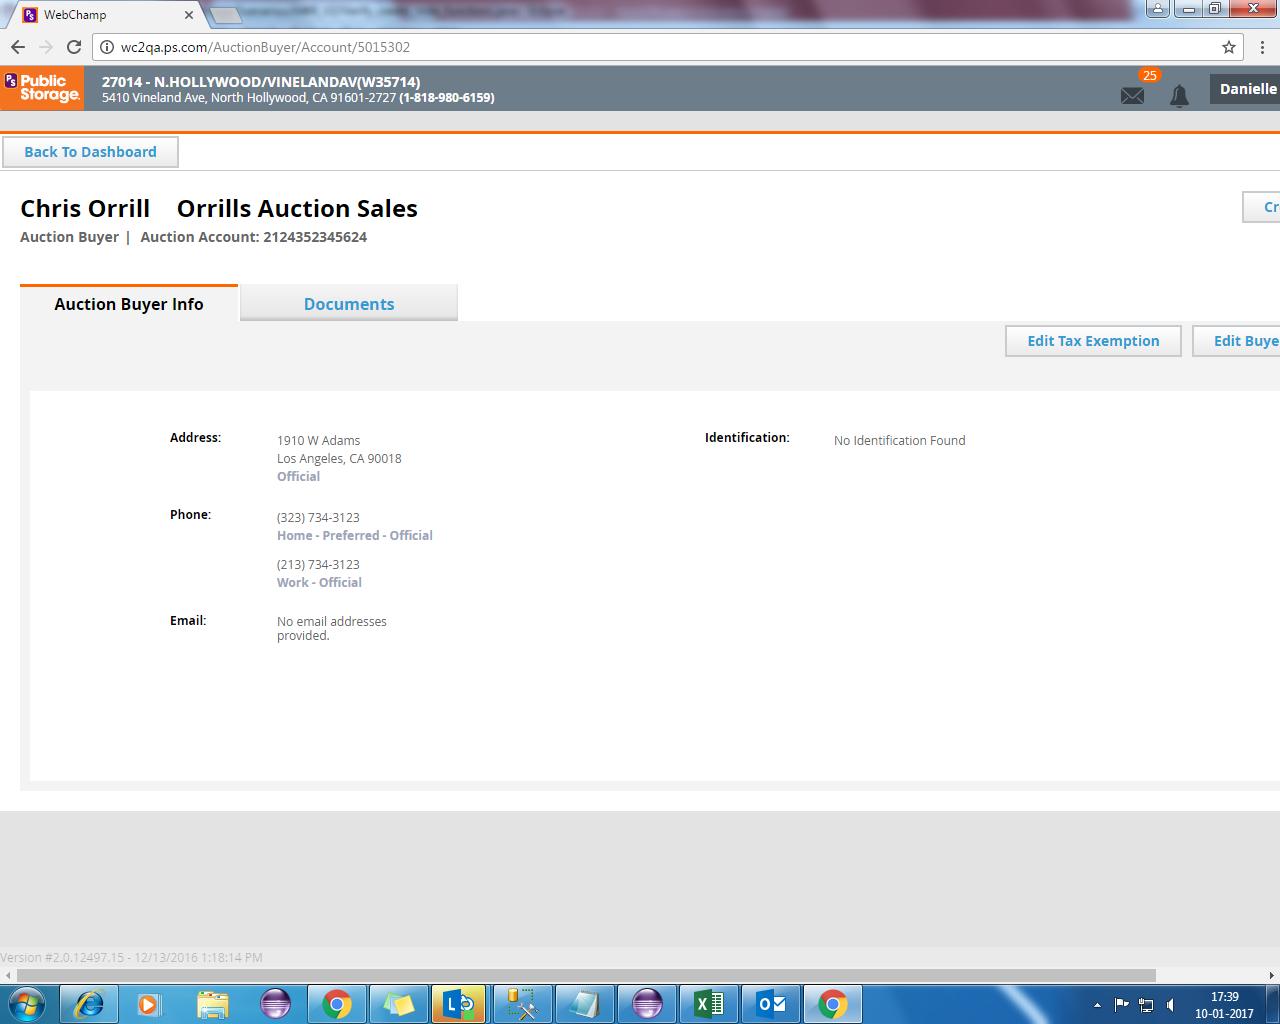 WebChamp
wc2qa.ps.com/AuctionBuyer/Account/5015302
PS Public
Storage.
27014 - N.HOLLYWOOD/VINELANDAV(W35714)
5410 Vineland Ave, North Hollywood, CA 91601-2727 (1-818-980-6159)
25
Danielle
Back To Dashboard
Chris Orrill Orrills Auction Sales
Cr
Auction Buyer | Auction Account: 2124352345624
Auction Buyer Info
Documents
Edit Tax Exemption
Edit Buye
Address:
1910 W Adams
Los Angeles, CA 90018
Official
Identification:
No Identification Found
Phone:
(323) 734-3123
Home - Preferred - Official
(213) 734-3123
Work - Official
Email:
No email addresses
provided.
Version #2.0.12497.15 - 12/13/2016 1:18:14 PM
17:39
10-01-2017